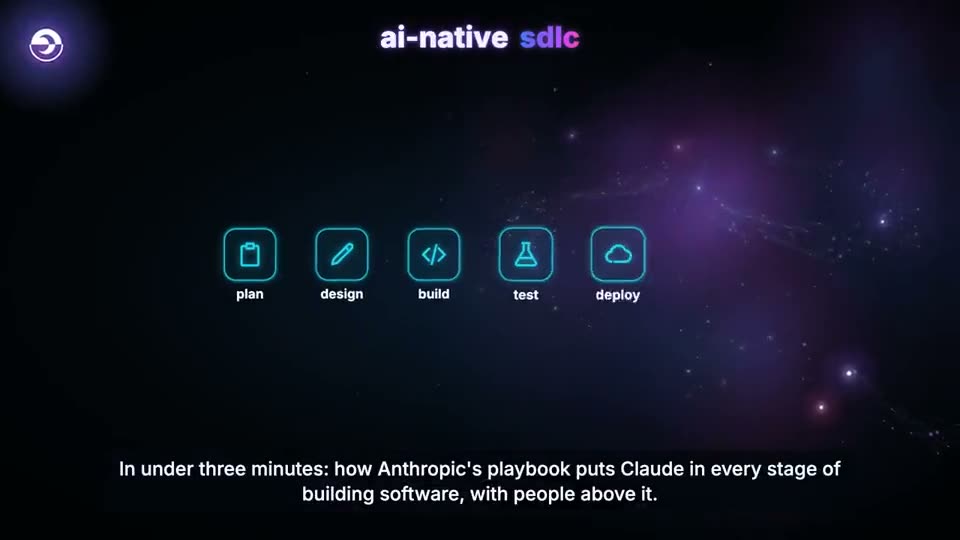 ai-native sdlc
plan
design
build
test
deploy
In under three minutes: how Anthropic's playbook puts Claude in every stage of
building software, with people above it.